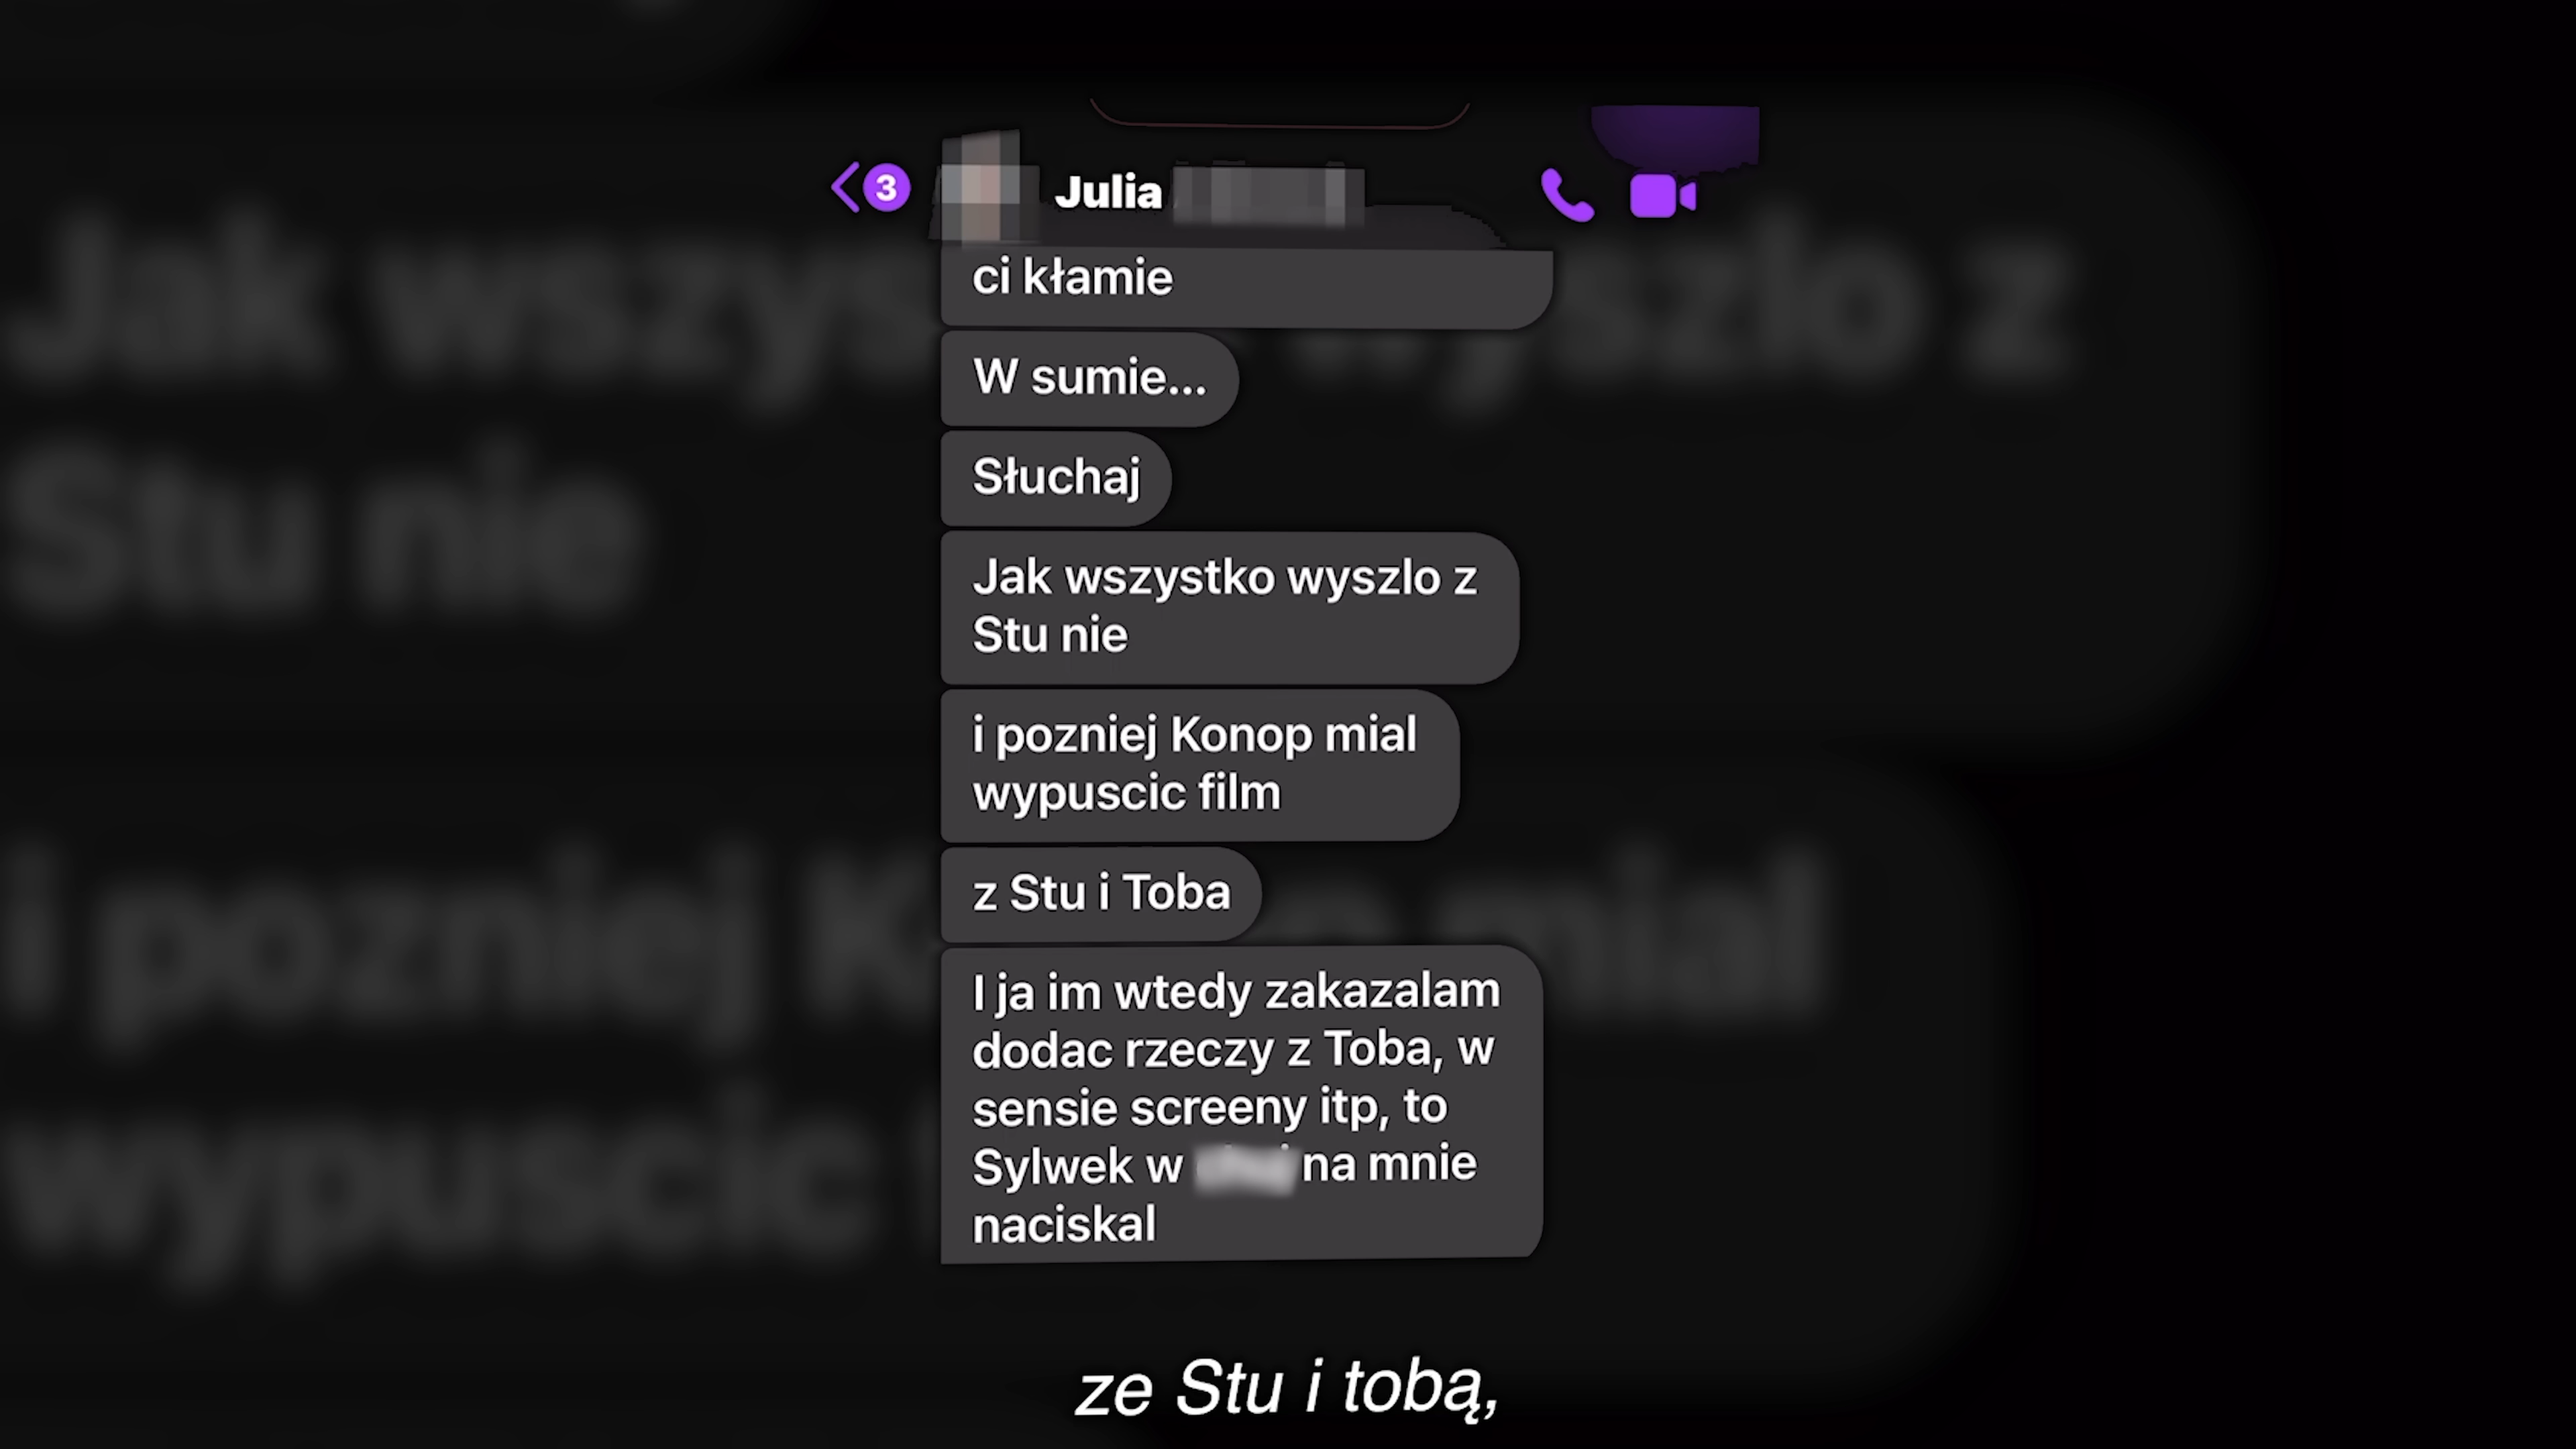 3
Julia
ci kłamie
W sumie...
Słuchaj
Jak wszystko wyszlo z
Stu nie
i pozniej Konop mial
wypuscic film
z Stu i Toba
I ja im wtedy zakazalam
dodac rzeczy z Toba, w
sensie screeny itp, to
Sylwek w na mnie
naciskal
ze Stu i tobą,